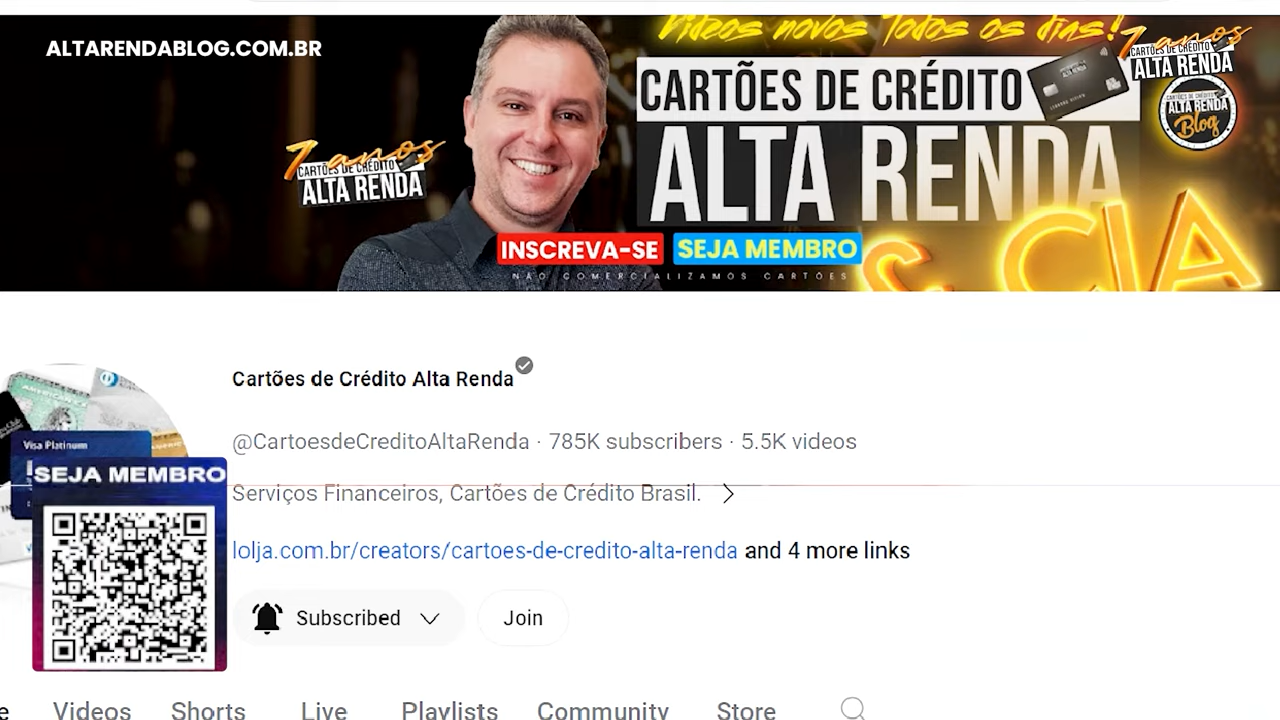 Videos novos Todos os dias!
ALTARENDABLOG.COM.BR
7 anos
CARTÕES DE CRÉDITO
ALTA RENDA
CARTÕES DE CRÉDITO
ALTA RENDA
& CIA
7 anos
CARTÕES DE CRÉDITO
ALTA RENDA
CARTÕES DE CRÉDITO
ALTA RENDA
Blog
INSCREVA-SE
SEJA MEMBRO
NÃO COMERCIALIZAMOS CARTÕES
Cartões de Crédito Alta Renda
@CartoesdeCreditoAltaRenda · 785K subscribers · 5.5K videos
Serviços Financeiros, Cartões de Crédito Brasil.
lolja.com.br/creators/cartoes-de-credito-alta-renda and 4 more links
Visa Platinum
SEJA MEMBRO
Subscribed
Join
e Videos Shorts Live Playlists Community Store